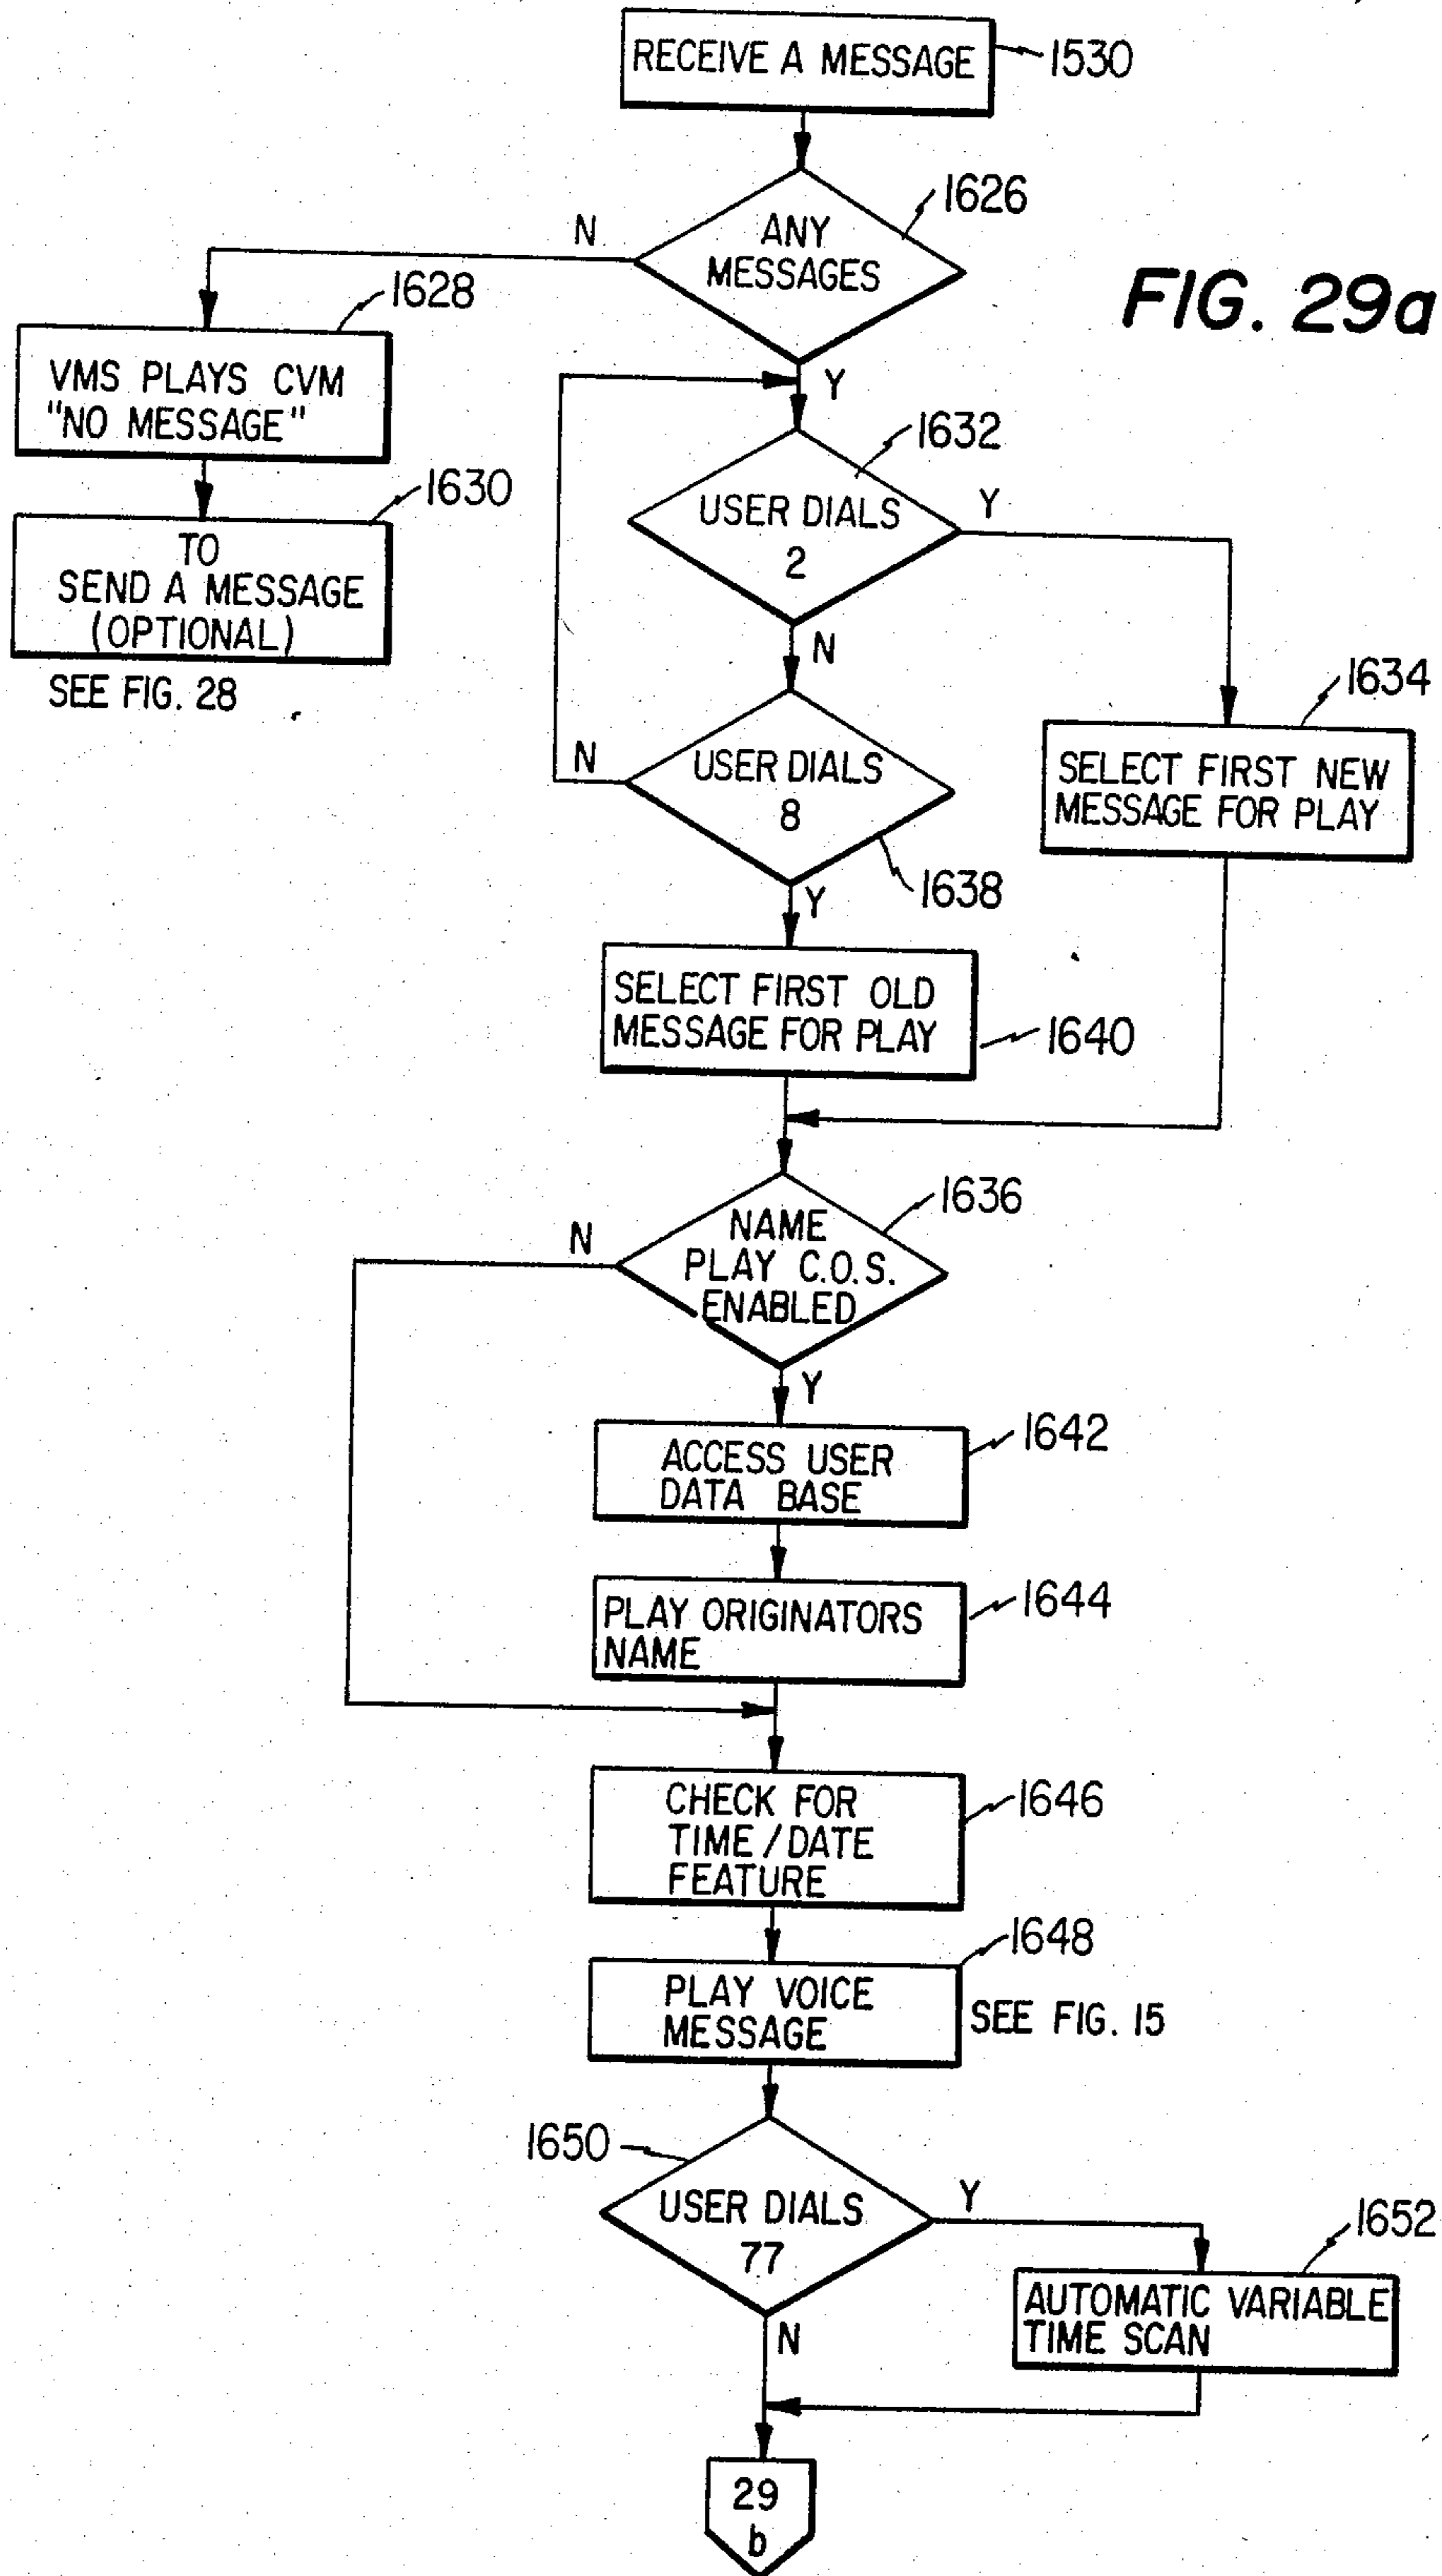 RECEIVE A MESSAGE
1530
1626
N
ANY
MESSAGES
FIG. 29a
1628
Y
VMS PLAYS CVM
"NO MESSAGE"
1632
1630
USER DIALS
2
Y
TO
SEND A MESSAGE
(OPTIONAL)
N
SEE FIG. 28
1634
N
USER DIALS
8
SELECT FIRST NEW
MESSAGE FOR PLAY
1638
Y
SELECT FIRST OLD
MESSAGE FOR PLAY
1640
1636
N
NAME
PLAY C.O.S.
ENABLED
Y
1642
ACCESS USER
DATA BASE
1644
PLAY ORIGINATORS
NAME
1646
CHECK FOR
TIME/DATE
FEATURE
1648
PLAY VOICE
MESSAGE
SEE FIG. 15
1650
USER DIALS
77
Y
1652
AUTOMATIC VARIABLE
TIME SCAN
N
29
b